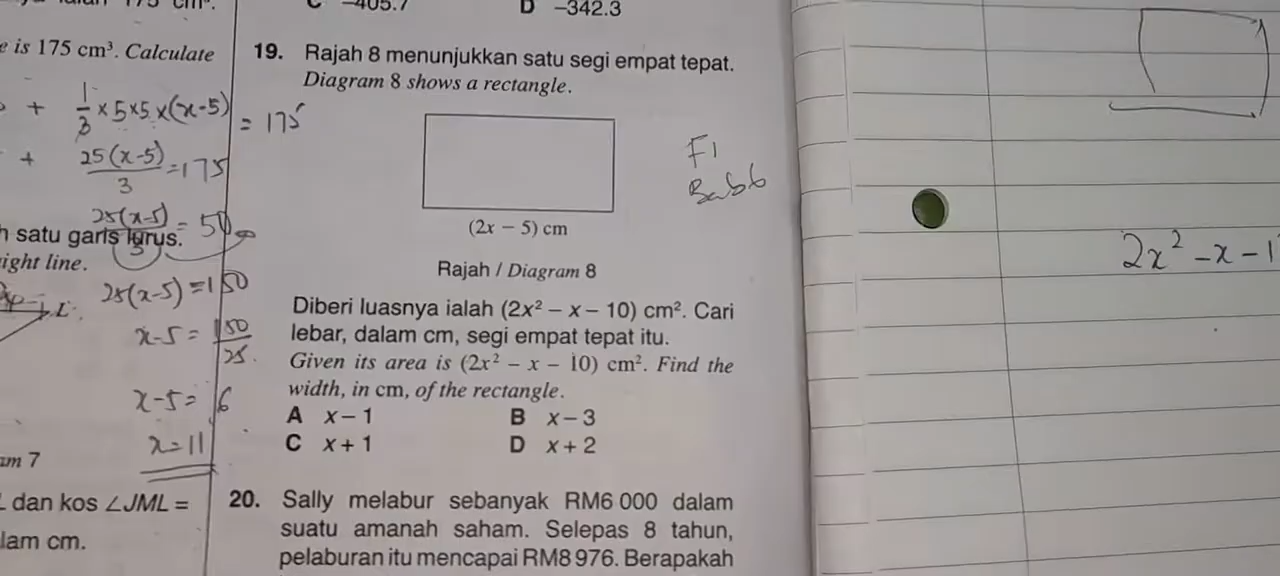 C -405.7 D -342.3
e is 175 cm³. Calculate
+ 1/3 × 5 × 5 × (x-5) = 175
+ 25(x-5)/3 = 175
25(x-5)/3 = 50
h satu garis lurus.
ight line.
25(x-5) = 150
x-5 = 150/25
x-5 = 6
x = 11
am 7
L dan kos ∠JML =
lam cm.
19. Rajah 8 menunjukkan satu segi empat tepat.
Diagram 8 shows a rectangle.
(2x – 5) cm
Rajah / Diagram 8
Diberi luasnya ialah (2x² – x – 10) cm². Cari
lebar, dalam cm, segi empat tepat itu.
Given its area is (2x² – x – 10) cm². Find the
width, in cm, of the rectangle.
A x – 1 B x – 3
C x + 1 D x + 2
20. Sally melabur sebanyak RM6 000 dalam
suatu amanah saham. Selepas 8 tahun,
pelaburan itu mencapai RM8 976. Berapakah
F1
Bab 6
2x² - x - 1